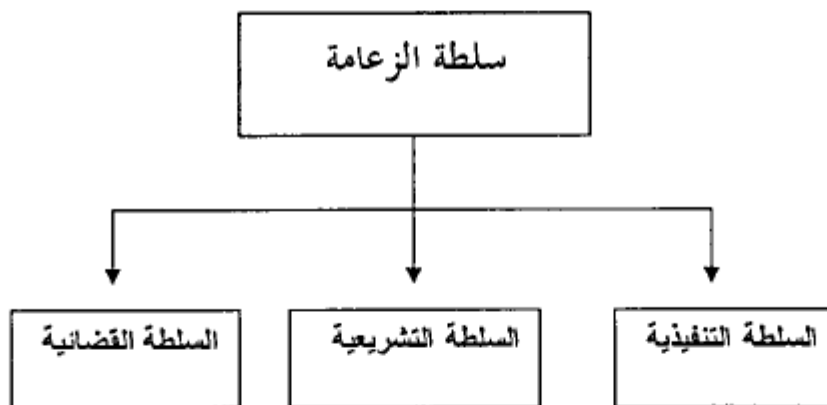 سلطة الزعامة
السلطة التنفيذية
السلطة التشريعية
السلطة القضائية